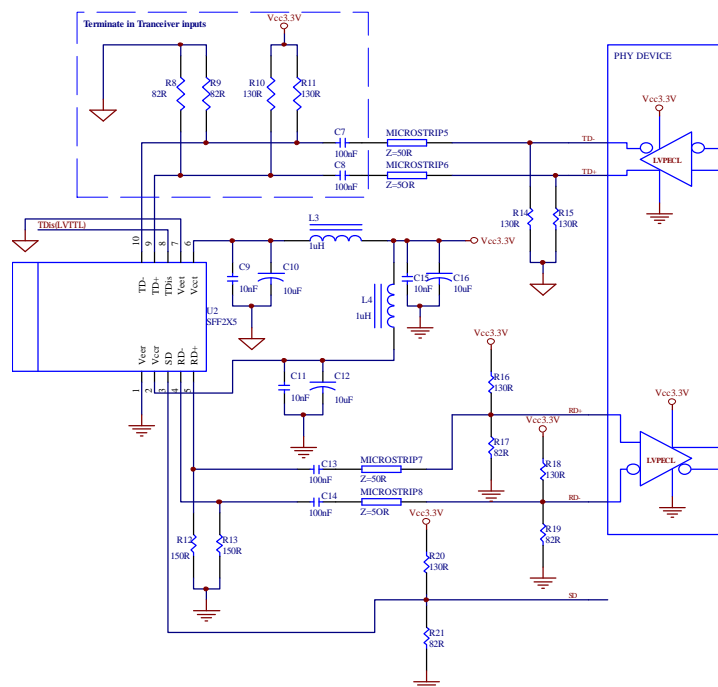 Terminate in Tranceiver inputs
Vcc3.3V
PHY DEVICE
R8
82R
R9
82R
R10
130R
R11
130R
Vcc3.3V
C7
100nF
MICROSTRIP5
Z=50R
TD-
LVPECL
C8
100nF
MICROSTRIP6
Z=5OR
TD+
R14
130R
R15
130R
TDis(LVTTL)
L3
1uH
Vcc3.3V
10
9
8
7
6
TD-
TD+
TDis
Veet
Vcct
C9
10nF
C10
10uF
C15
10nF
C16
10uF
L4
1uH
U2
SFF2X5
Veer
Vccr
SD
RD-
RD+
1
2
3
4
5
C11
10nF
C12
10uF
Vcc3.3V
R16
130R
Vcc3.3V
RD+
Vcc3.3V
R17
82R
LVPECL
C13
100nF
MICROSTRIP7
Z=50R
R18
130R
C14
100nF
MICROSTRIP8
Z=5OR
RD-
Vcc3.3V
R19
82R
R12
150R
R13
150R
R20
130R
SD
R21
82R